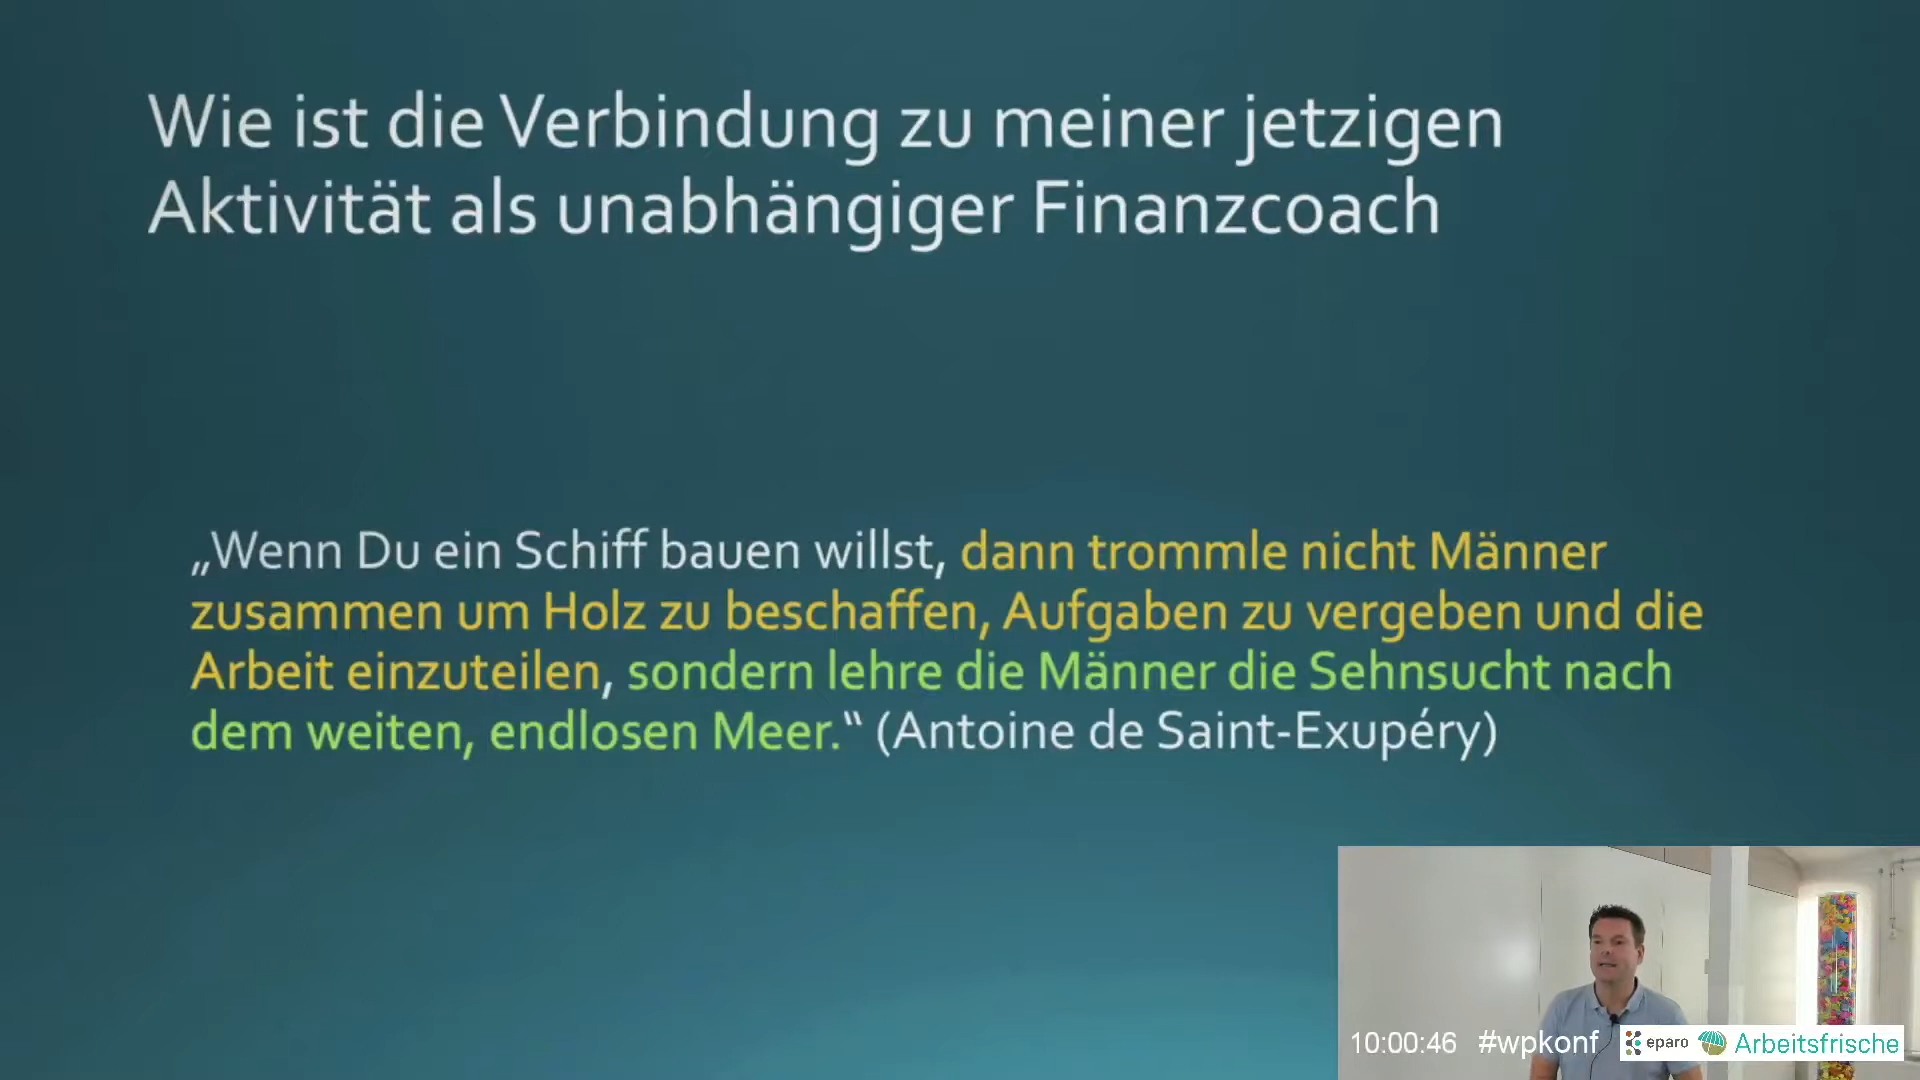 Wie ist die Verbindung zu meiner jetzigen
Aktivität als unabhängiger Finanzcoach
„Wenn Du ein Schiff bauen willst, dann trommle nicht Männer
zusammen um Holz zu beschaffen, Aufgaben zu vergeben und die
Arbeit einzuteilen, sondern lehre die Männer die Sehnsucht nach
dem weiten, endlosen Meer.“ (Antoine de Saint-Exupéry)
10:00:46 #wpkonf eparo Arbeitsfrische